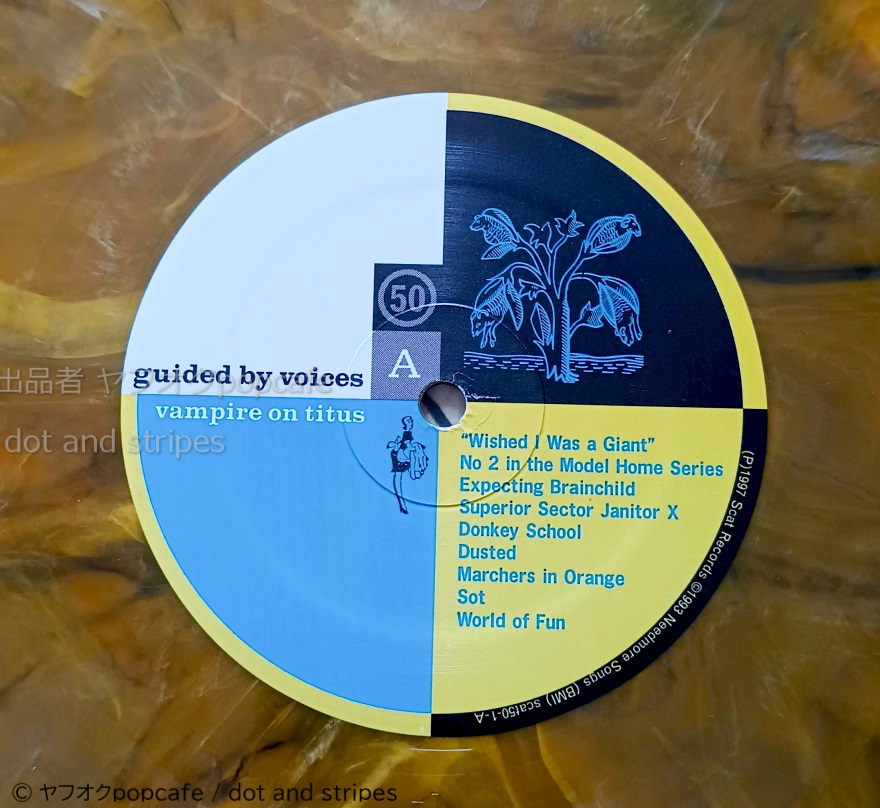 50
A
guided by voices
vampire on titus
"Wished I Was a Giant"
No 2 in the Model Home Series
Expecting Brainchild
Superior Sector Janitor X
Donkey School
Dusted
Marchers in Orange
Sot
World of Fun
(P)1997 Scat Records ©1993 Needmore Songs (BMI) scat50-1-A
出品者 ヤフオクpopcafe
dot and stripes
© ヤフオクpopcafe / dot and stripes